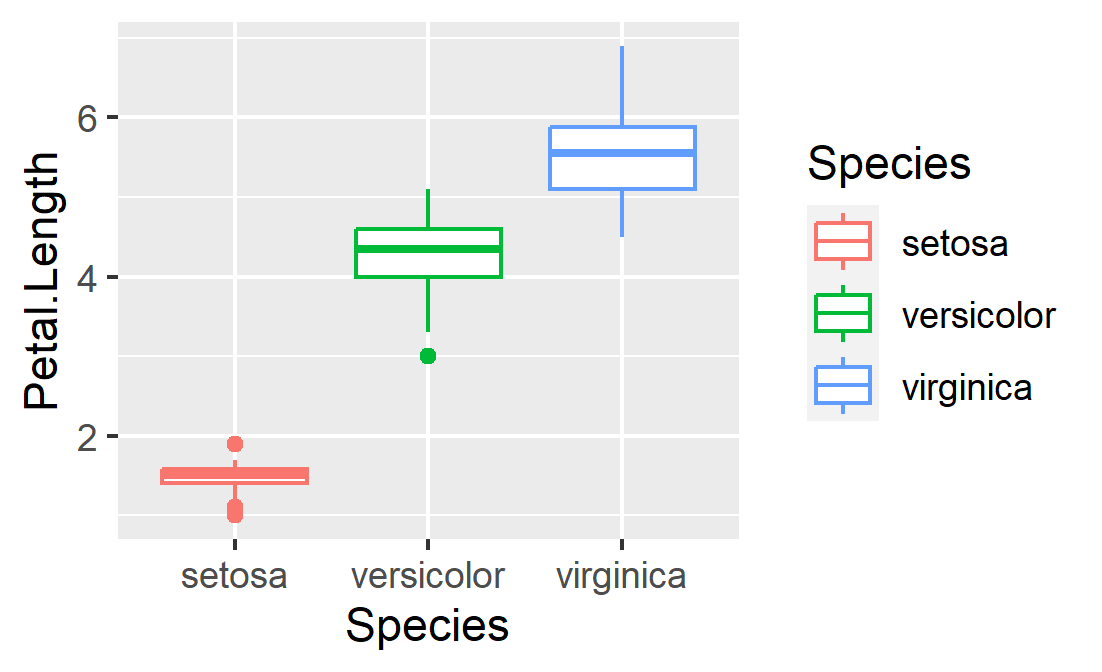 Petal.Length
6
4
2
setosa
versicolor
virginica
Species
Species
setosa
versicolor
virginica